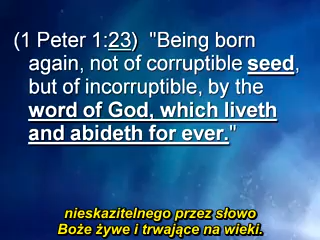 (1 Peter 1:23) "Being born
again, not of corruptible seed,
but of incorruptible, by the
word of God, which liveth
and abideth for ever."
nieskazitelnego przez słowo
Boże żywe i trwające na wieki.